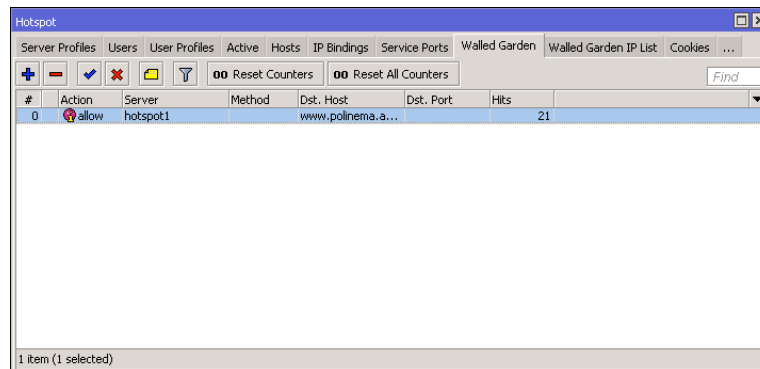 Hotspot
Server Profiles Users User Profiles Active Hosts IP Bindings Service Ports Walled Garden Walled Garden IP List Cookies ...
00 Reset Counters 00 Reset All Counters Find
# Action Server Method Dst. Host Dst. Port Hits
0 allow hotspot1 www.polinema.a... 21
1 item (1 selected)